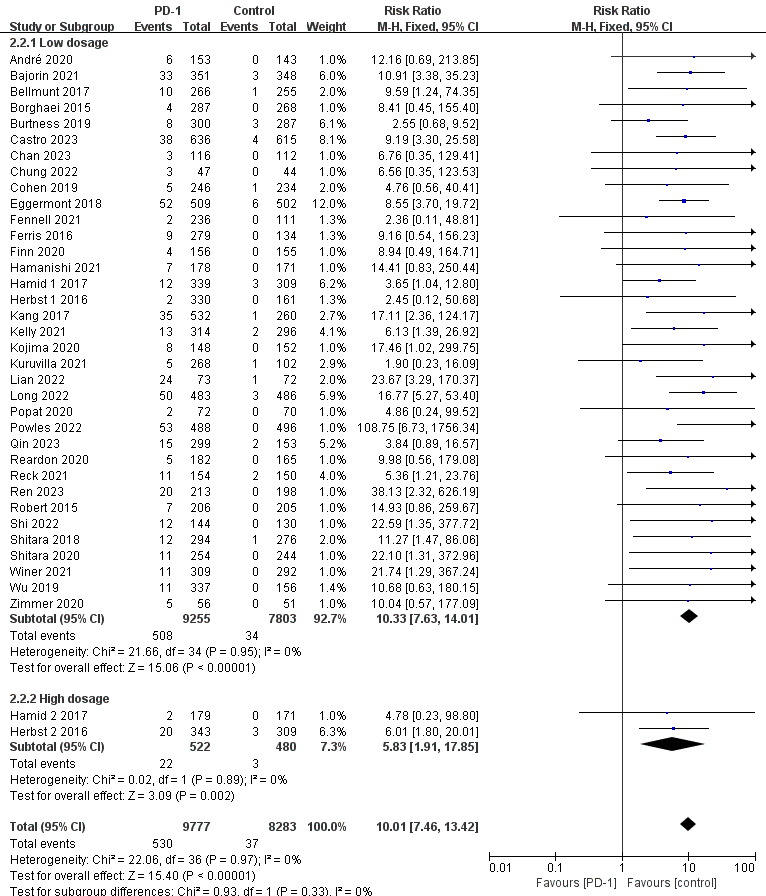 PD-1 Control Risk Ratio Risk Ratio
Study or Subgroup Events Total Events Total Weight M-H, Fixed, 95% CI M-H, Fixed, 95% CI
2.2.1 Low dosage
André 2020 6 153 0 143 1.0% 12.16 [0.69, 213.85]
Bajorin 2021 33 351 3 348 6.0% 10.91 [3.38, 35.23]
Bellmunt 2017 10 266 1 255 2.0% 9.59 [1.24, 74.35]
Borghaei 2015 4 287 0 268 1.0% 8.41 [0.45, 155.40]
Burtness 2019 8 300 3 287 6.1% 2.55 [0.68, 9.52]
Castro 2023 38 636 4 615 8.1% 9.19 [3.30, 25.58]
Chan 2023 3 116 0 112 1.0% 6.76 [0.35, 129.41]
Chung 2022 3 47 0 44 1.0% 6.56 [0.35, 123.53]
Cohen 2019 5 246 1 234 2.0% 4.76 [0.56, 40.41]
Eggermont 2018 52 509 6 502 12.0% 8.55 [3.70, 19.72]
Fennell 2021 2 236 0 111 1.0% 2.36 [0.11, 48.81]
Ferris 2016 9 279 0 134 1.0% 9.16 [0.54, 156.23]
Finn 2020 4 156 0 155 1.0% 8.94 [0.49, 164.71]
Hamanishi 2021 7 178 0 171 1.0% 14.41 [0.83, 250.44]
Hamid 1 2017 12 339 3 309 6.2% 3.65 [1.04, 12.80]
Herbst 1 2016 2 330 0 161 1.0% 2.45 [0.12, 50.68]
Kang 2017 35 532 1 260 2.7% 17.11 [2.36, 124.17]
Kelly 2021 13 314 2 296 4.1% 6.13 [1.39, 26.92]
Kojima 2020 8 148 0 152 1.0% 17.46 [1.02, 299.75]
Kuruvilla 2021 5 268 1 102 2.9% 1.90 [0.23, 16.09]
Lian 2022 24 73 1 72 2.0% 23.67 [3.29, 170.37]
Long 2022 50 483 3 486 5.9% 16.77 [5.27, 53.40]
Popat 2020 2 72 0 70 1.0% 4.86 [0.24, 99.52]
Powles 2022 53 488 0 496 1.0% 108.75 [6.73, 1756.34]
Qin 2023 15 299 2 153 5.2% 3.84 [0.89, 16.57]
Reardon 2020 5 182 0 165 1.0% 9.98 [0.56, 179.08]
Reck 2021 11 154 2 150 4.0% 5.36 [1.21, 23.76]
Ren 2023 20 213 0 198 1.0% 38.13 [2.32, 626.19]
Robert 2015 7 206 0 205 1.0% 14.93 [0.86, 259.67]
Shi 2022 12 144 0 130 1.0% 22.59 [1.35, 377.72]
Shitara 2018 12 294 1 276 2.0% 11.27 [1.47, 86.06]
Shitara 2020 11 254 0 244 1.0% 22.10 [1.31, 372.96]
Winer 2021 11 309 0 292 1.0% 21.74 [1.29, 367.24]
Wu 2019 11 337 0 156 1.4% 10.68 [0.63, 180.15]
Zimmer 2020 5 56 0 51 1.0% 10.04 [0.57, 177.09]
Subtotal (95% CI) 9255 7803 92.7% 10.33 [7.63, 14.01]
Total events 508 34
Heterogeneity: Chi² = 21.66, df = 34 (P = 0.95); I² = 0%
Test for overall effect: Z = 15.06 (P < 0.00001)
2.2.2 High dosage
Hamid 2 2017 2 179 0 171 1.0% 4.78 [0.23, 98.80]
Herbst 2 2016 20 343 3 309 6.3% 6.01 [1.80, 20.01]
Subtotal (95% CI) 522 480 7.3% 5.83 [1.91, 17.85]
Total events 22 3
Heterogeneity: Chi² = 0.02, df = 1 (P = 0.89); I² = 0%
Test for overall effect: Z = 3.09 (P = 0.002)
Total (95% CI) 9777 8283 100.0% 10.01 [7.46, 13.42]
Total events 530 37
Heterogeneity: Chi² = 22.06, df = 36 (P = 0.97); I² = 0%
Test for overall effect: Z = 15.40 (P < 0.00001)
Test for subgroup differences: Chi² = 0.93, df = 1 (P = 0.33), I² = 0%
0.01 0.1 1 10 100
Favours [PD-1] Favours [control]